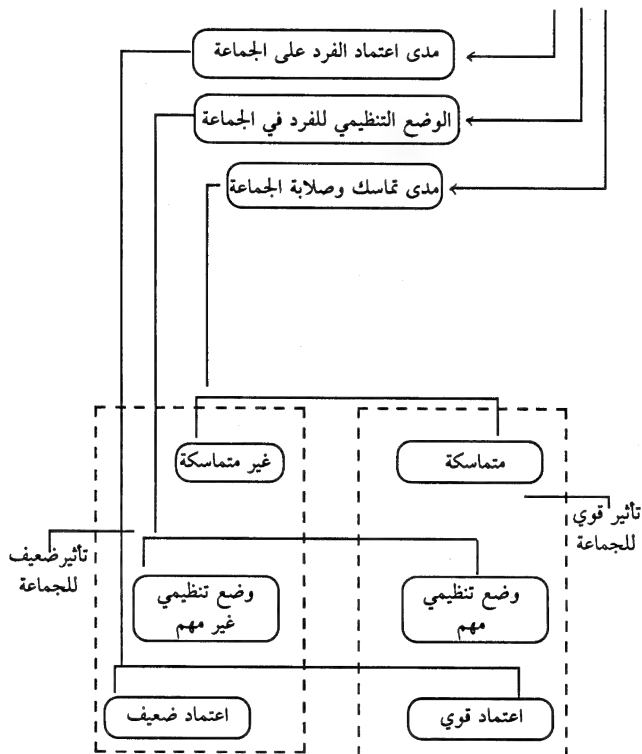 مدى اعتماد الفرد على الجماعة
الوضع التنظيمي للفرد في الجماعة
مدى تماسك وصلابة الجماعة
متماسكة
غير متماسكة
تأثير قوي
للجماعة
تأثير ضعيف
للجماعة
وضع تنظيمي
مهم
وضع تنظيمي
غير مهم
اعتماد قوي
اعتماد ضعيف